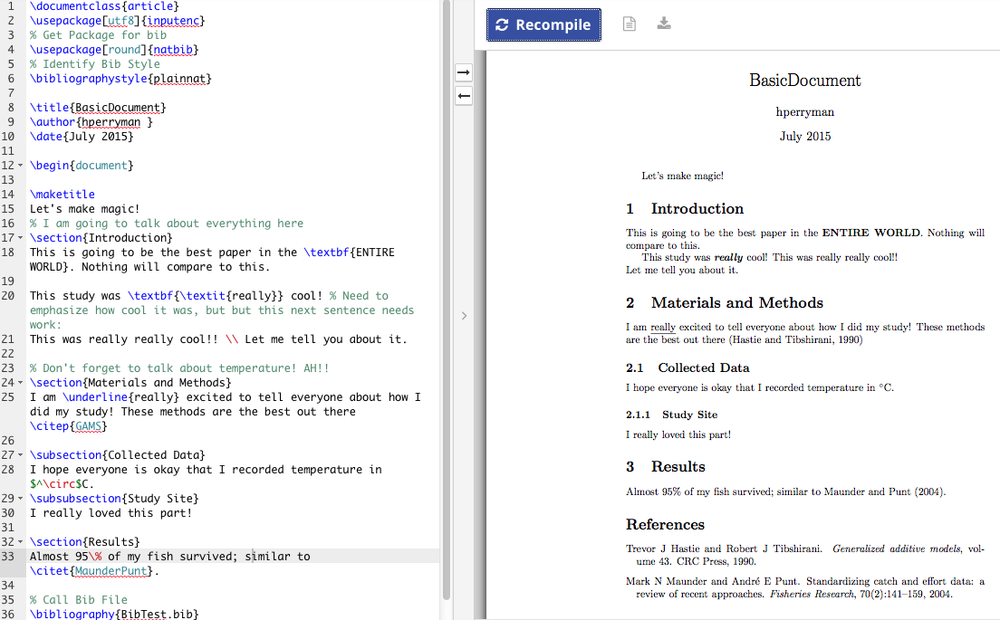 1 \documentclass{article}
2 \usepackage[utf8]{inputenc}
3 % Get Package for bib
4 \usepackage[round]{natbib}
5 % Identify Bib Style
6 \bibliographystyle{plainnat}
7
8 \title{BasicDocument}
9 \author{hperryman }
10 \date{July 2015}
11
12 \begin{document}
13
14 \maketitle
15 Let's make magic!
16 % I am going to talk about everything here
17 \section{Introduction}
18 This is going to be the best paper in the \textbf{ENTIRE
WORLD}. Nothing will compare to this.
19
20 This study was \textbf{\textit{really}} cool! % Need to
emphasize how cool it was, but but this next sentence needs
work:
21 This was really really cool!! \\ Let me tell you about it.
22
23 % Don't forget to talk about temperature! AH!!
24 \section{Materials and Methods}
25 I am \underline{really} excited to tell everyone about how I
did my study! These methods are the best out there
\citep{GAMS}
26
27 \subsection{Collected Data}
28 I hope everyone is okay that I recorded temperature in
$^\circ$C.
29 \subsubsection{Study Site}
30 I really loved this part!
31
32 \section{Results}
33 Almost 95\% of my fish survived; similar to
\citet{MaunderPunt}.
34
35 % Call Bib File
36 \bibliography{BibTest.bib}
Recompile
BasicDocument
hperryman
July 2015
Let's make magic!
1 Introduction
This is going to be the best paper in the ENTIRE WORLD. Nothing will
compare to this.
This study was really cool! This was really really cool!!
Let me tell you about it.
2 Materials and Methods
I am really excited to tell everyone about how I did my study! These methods
are the best out there (Hastie and Tibshirani, 1990)
2.1 Collected Data
I hope everyone is okay that I recorded temperature in °C.
2.1.1 Study Site
I really loved this part!
3 Results
Almost 95% of my fish survived; similar to Maunder and Punt (2004).
References
Trevor J Hastie and Robert J Tibshirani. Generalized additive models, vol-
ume 43. CRC Press, 1990.
Mark N Maunder and André E Punt. Standardizing catch and effort data: a
review of recent approaches. Fisheries Research, 70(2):141–159, 2004.